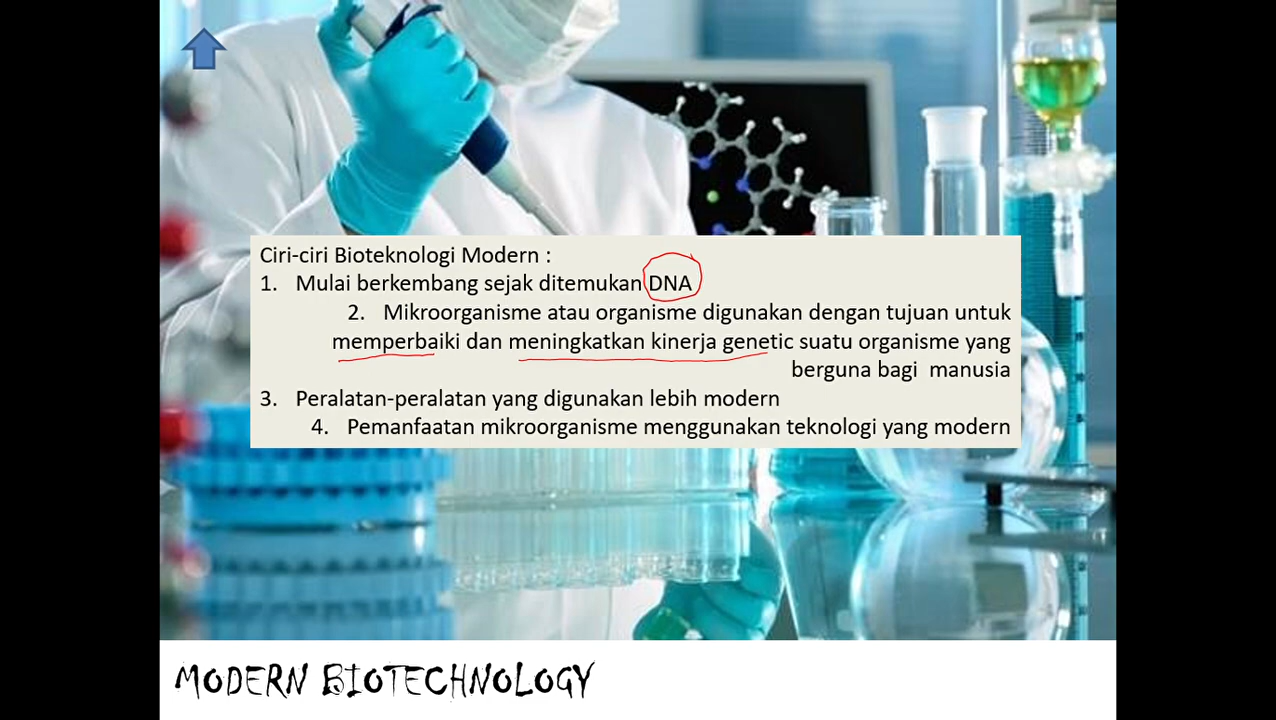 Ciri-ciri Bioteknologi Modern :
1. Mulai berkembang sejak ditemukan DNA
2. Mikroorganisme atau organisme digunakan dengan tujuan untuk
memperbaiki dan meningkatkan kinerja genetic suatu organisme yang
berguna bagi manusia
3. Peralatan-peralatan yang digunakan lebih modern
4. Pemanfaatan mikroorganisme menggunakan teknologi yang modern
MODERN BIOTECHNOLOGY